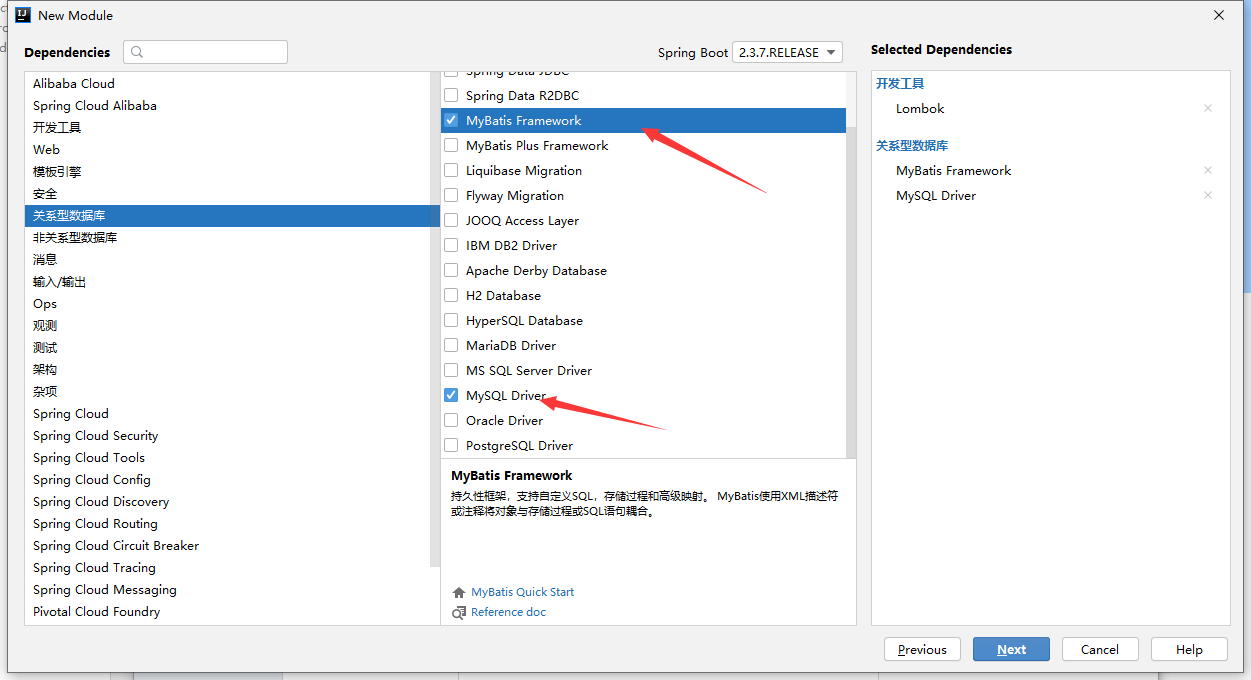 New Module
Dependencies
Spring Boot
2.3.7.RELEASE
Selected Dependencies
Alibaba Cloud
Spring Cloud Alibaba
开发工具
Web
模板引擎
安全
关系型数据库
非关系型数据库
消息
输入/输出
Ops
观测
测试
架构
杂项
Spring Cloud
Spring Cloud Security
Spring Cloud Tools
Spring Cloud Config
Spring Cloud Discovery
Spring Cloud Routing
Spring Cloud Circuit Breaker
Spring Cloud Tracing
Spring Cloud Messaging
Pivotal Cloud Foundry
Spring Data JDBC
Spring Data R2DBC
MyBatis Framework
MyBatis Plus Framework
Liquibase Migration
Flyway Migration
JOOQ Access Layer
IBM DB2 Driver
Apache Derby Database
H2 Database
HyperSQL Database
MariaDB Driver
MS SQL Server Driver
MySQL Driver
Oracle Driver
PostgreSQL Driver
MyBatis Framework
持久性框架，支持自定义SQL，存储过程和高级映射。 MyBatis使用XML描述符
或注释将对象与存储过程或SQL语句耦合。
MyBatis Quick Start
Reference doc
开发工具
Lombok
关系型数据库
MyBatis Framework
MySQL Driver
Previous
Next
Cancel
Help